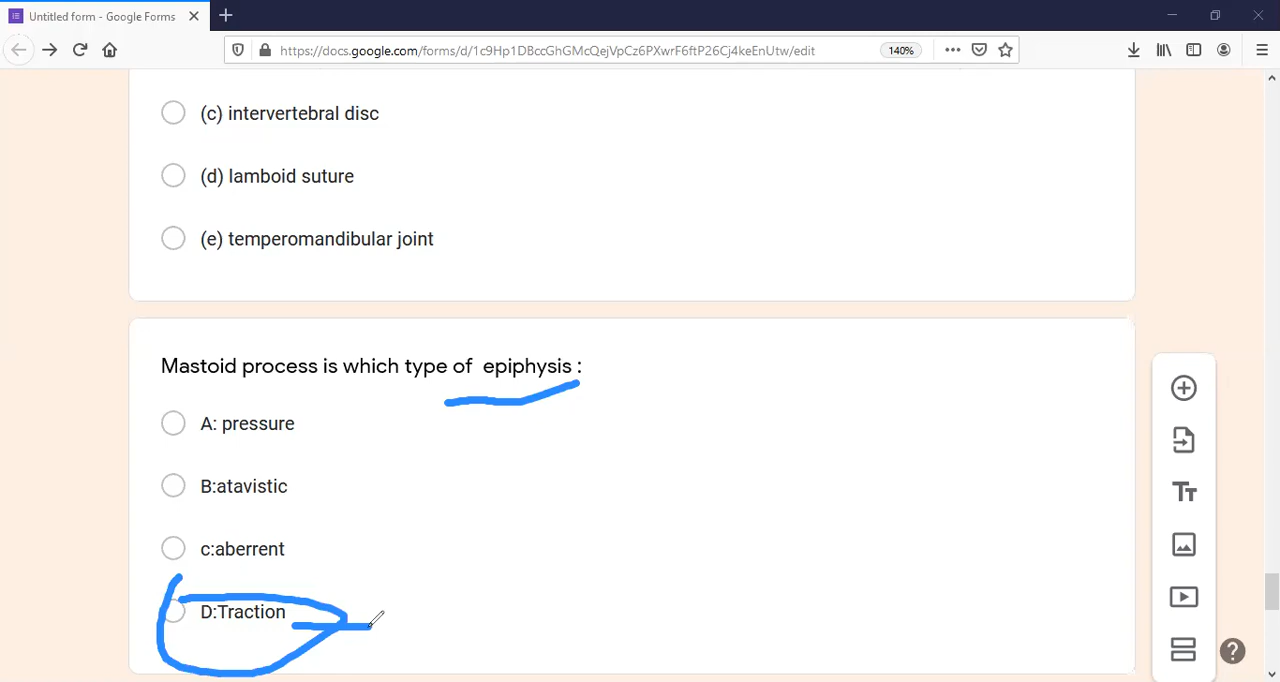 Untitled form - Google Forms
https://docs.google.com/forms/d/1c9Hp1DBccGhGMcQejVpCz6PXwrF6ftP26Cj4keEnUtw/edit
140%
(c) intervertebral disc
(d) lamboid suture
(e) temperomandibular joint
Mastoid process is which type of epiphysis :
A: pressure
B:atavistic
c:aberrent
D:Traction
Tт
?